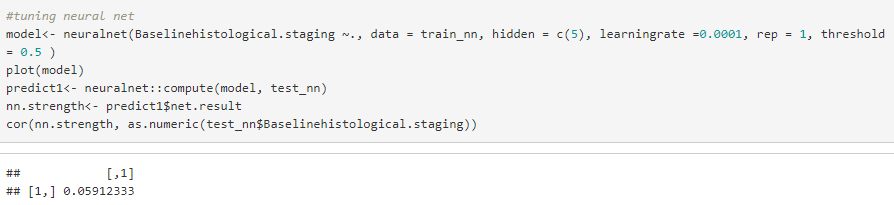 #tuning neural net
model<- neuralnet(Baselinehistological.staging ~., data = train_nn, hidden = c(5), learningrate =0.0001, rep = 1, threshold
= 0.5 )
plot(model)
predict1<- neuralnet::compute(model, test_nn)
nn.strength<- predict1$net.result
cor(nn.strength, as.numeric(test_nn$Baselinehistological.staging))
##            [,1]
## [1,] 0.05912333